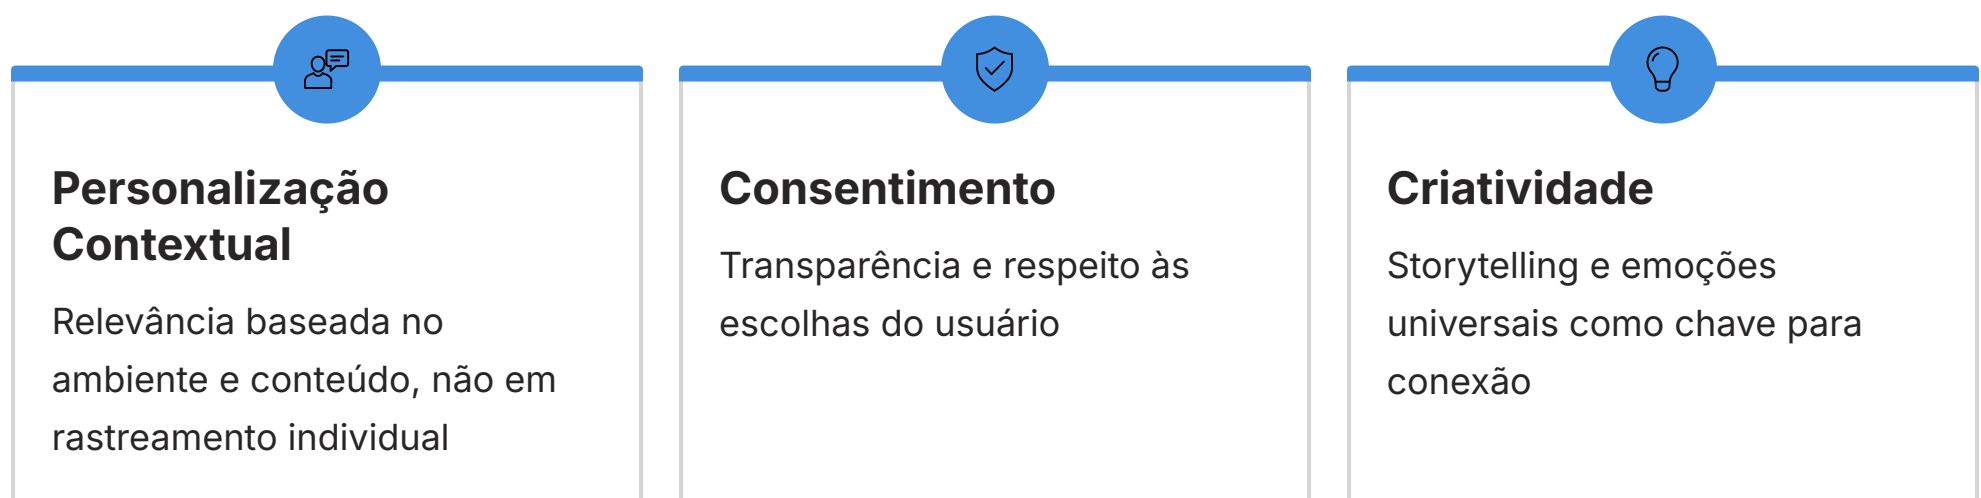 Personalização
Contextual
Relevância baseada no
ambiente e conteúdo, não em
rastreamento individual
Consentimento
Transparência e respeito às
escolhas do usuário
Criatividade
Storytelling e emoções
universais como chave para
conexão